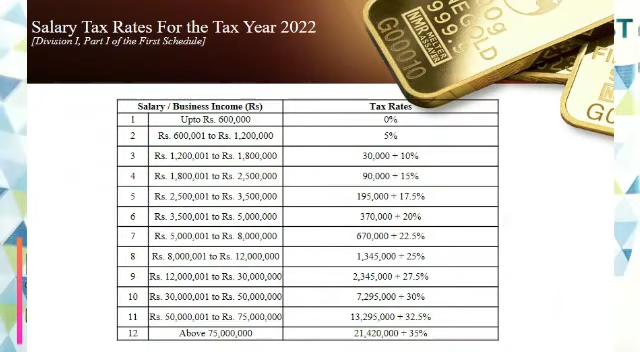 Salary Tax Rates For the Tax Year 2022
[Division I, Part I of the First Schedule]
Salary / Business Income (Rs) Tax Rates
1 Upto Rs. 600,000 0%
2 Rs. 600,001 to Rs. 1,200,000 5%
3 Rs. 1,200,001 to Rs. 1,800,000 30,000 + 10%
4 Rs. 1,800,001 to Rs. 2,500,000 90,000 + 15%
5 Rs. 2,500,001 to Rs. 3,500,000 195,000 + 17.5%
6 Rs. 3,500,001 to Rs. 5,000,000 370,000 + 20%
7 Rs. 5,000,001 to Rs. 8,000,000 670,000 + 22.5%
8 Rs. 8,000,001 to Rs. 12,000,000 1,345,000 + 25%
9 Rs. 12,000,001 to Rs. 30,000,000 2,345,000 + 27.5%
10 Rs. 30,000,001 to Rs. 50,000,000 7,295,000 + 30%
11 Rs. 50,000,001 to Rs. 75,000,000 13,295,000 + 32.5%
12 Above 75,000,000 21,420,000 + 35%
GOLD
999.9
NMR MELTER
ASSAYER
G00010